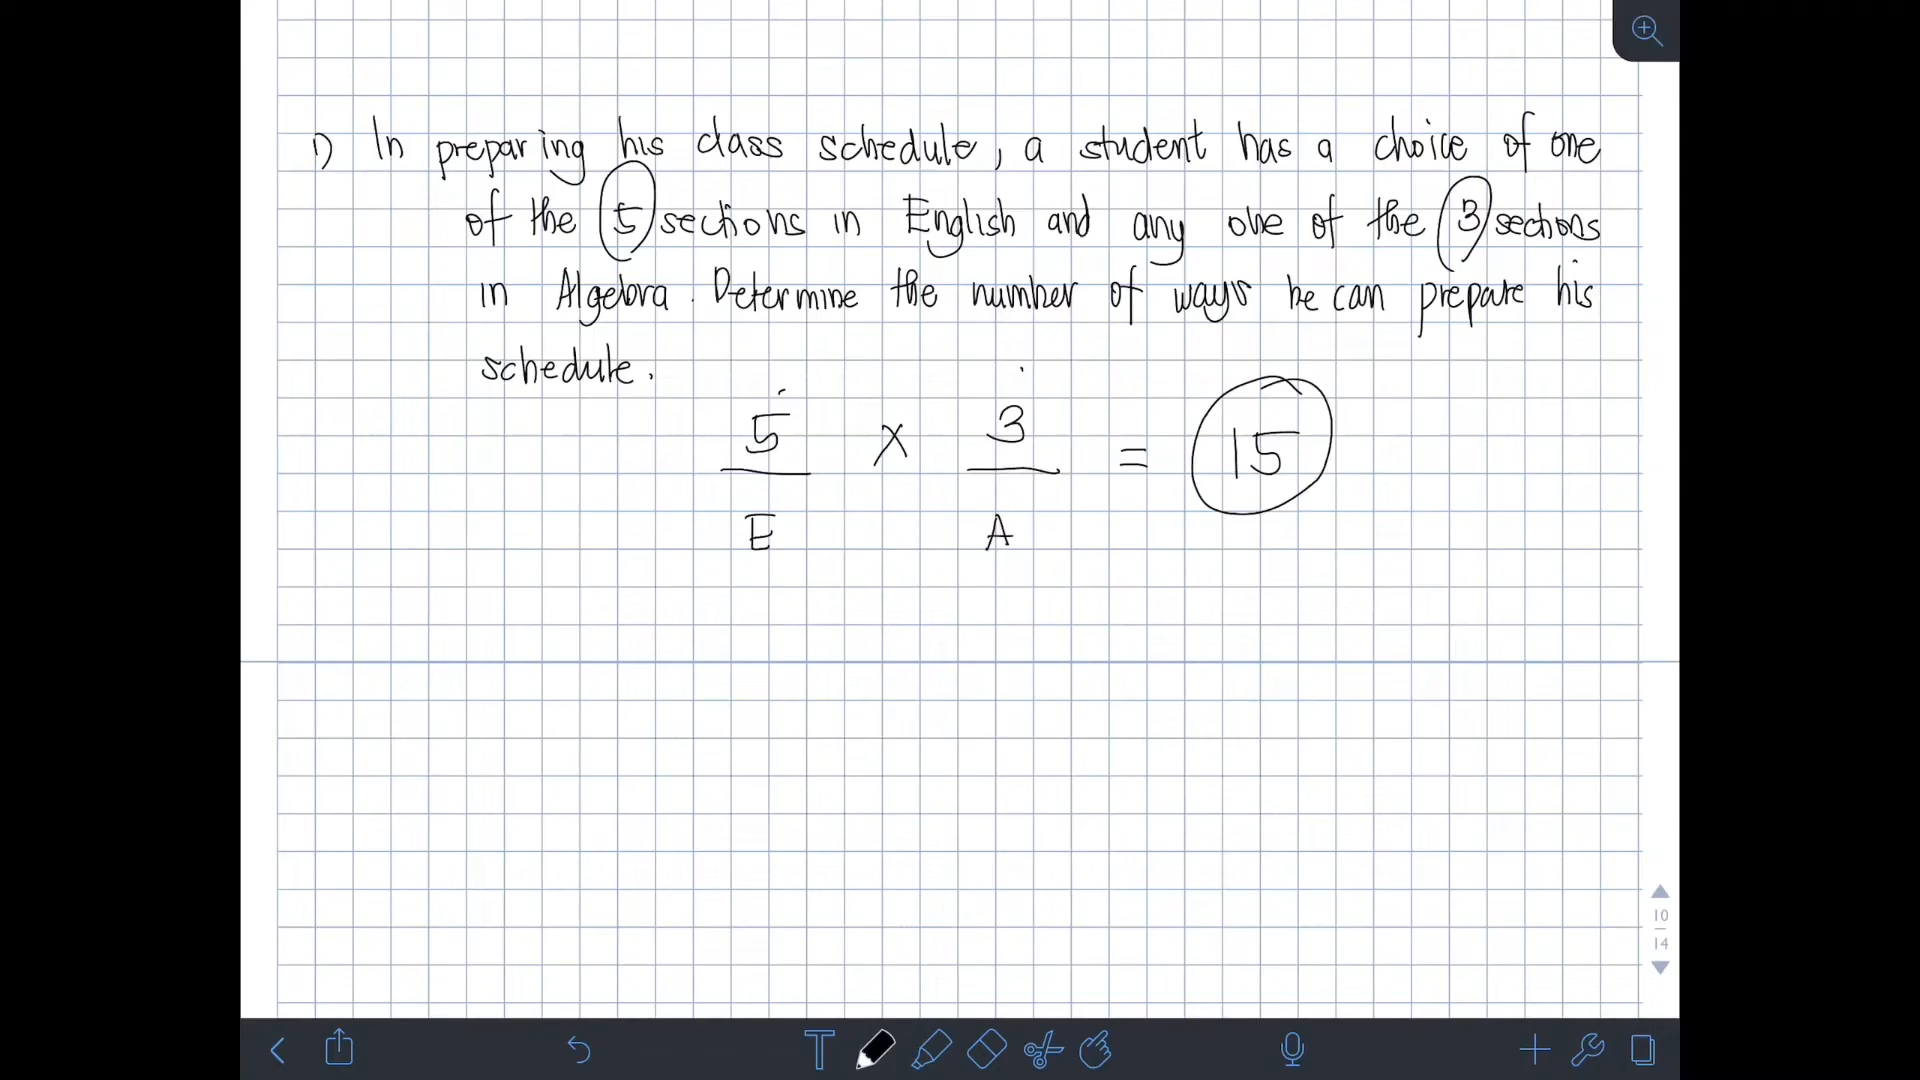 1) In preparing his class schedule, a student has a choice of one
of the 5 sections in English and any one of the 3 sections
in Algebra. Determine the number of ways he can prepare his
schedule.
5 x 3 = 15
E A
10
14
T